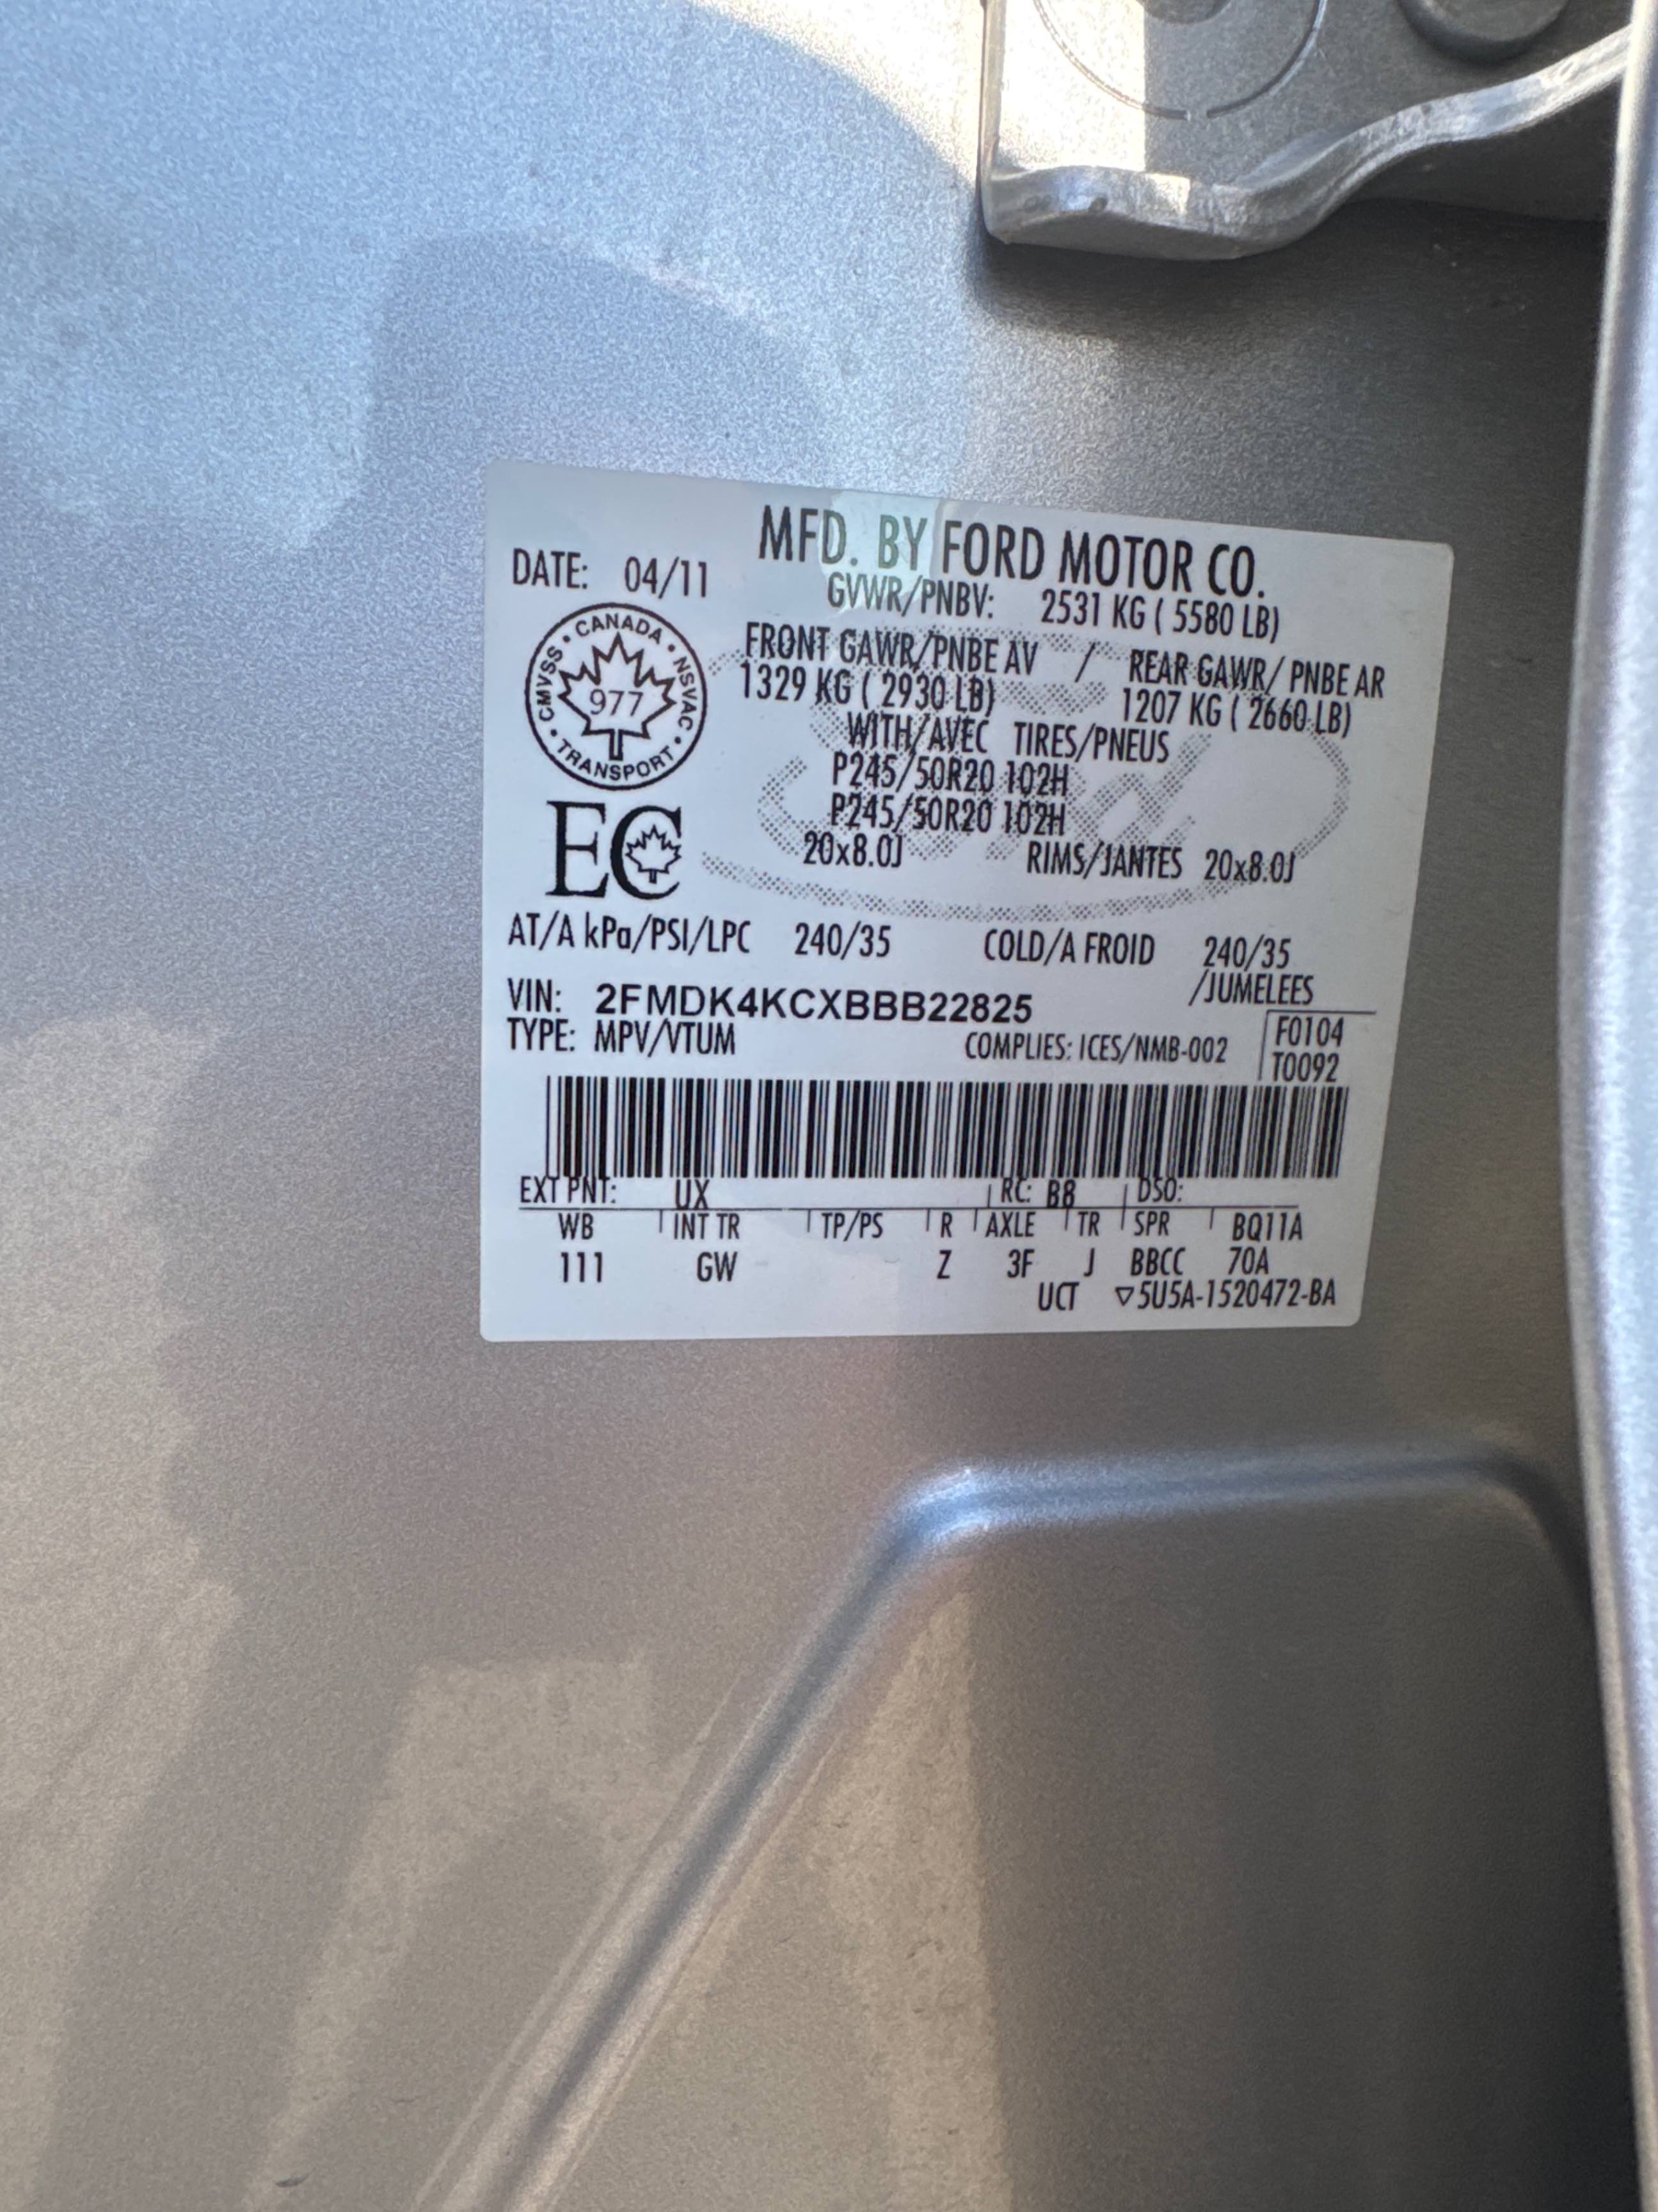 MFD. BY FORD MOTOR CO.
DATE: 04/11
GVWR/PNBV: 2531 KG ( 5580 LB)
FRONT GAWR/PNBE AV / REAR GAWR/ PNBE AR
1329 KG ( 2930 LB) 1207 KG ( 2660 LB)
WITH/AVEC TIRES/PNEUS
P245/50R20 102H
P245/50R20 102H
20x8.0J RIMS/JANTES 20x8.0J
CANADA • NSVAC • TRANSPORT • CMVSS •
977
EC
AT/A kPa/PSI/LPC 240/35 COLD/A FROID 240/35
/JUMELEES
VIN: 2FMDK4KCXBBB22825
TYPE: MPV/VTUM COMPLIES: ICES/NMB-002
F0104
T0092
EXT PNT: UX RC: B8 DSO:
WB INT TR TP/PS R AXLE TR SPR BQ11A
111 GW Z 3F J BBCC 70A
UCT ▽5U5A-1520472-BA
Ford